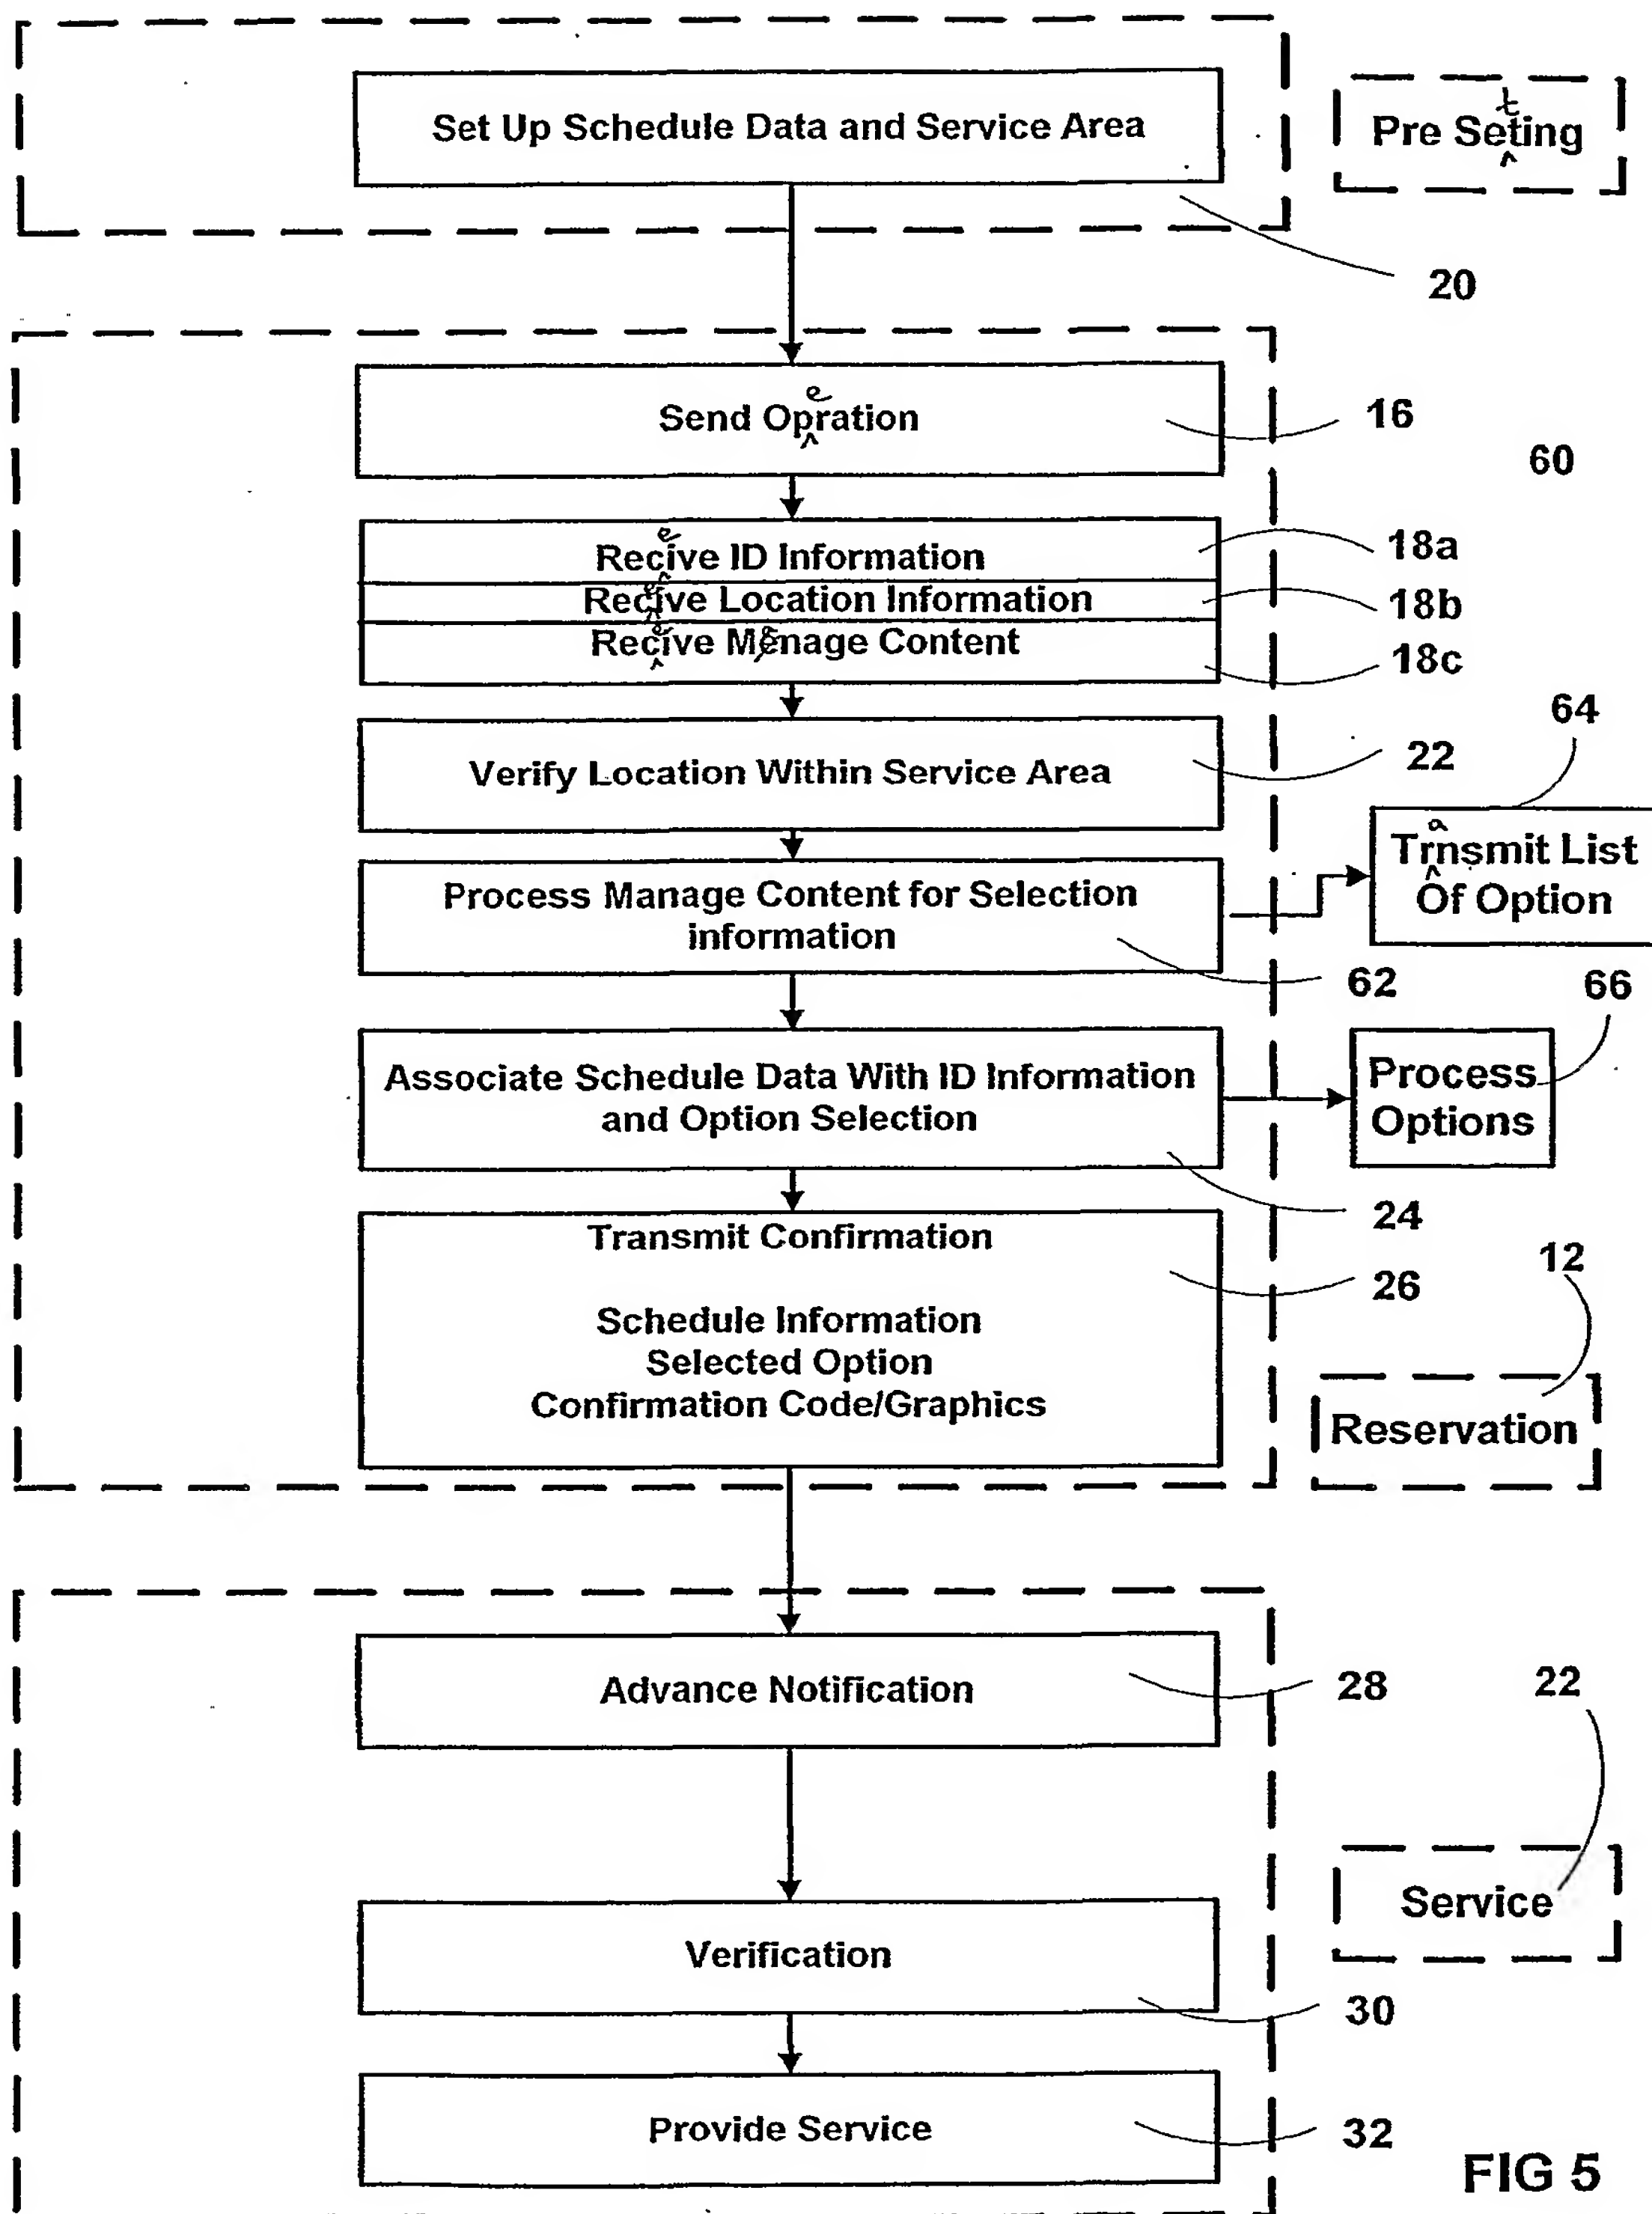 Set Up Schedule Data and Service Area
Pre Seting
t
^
20
Send Opration
e
^
16
60
Recive ID Information
e
^
18a
Recive Location Information
e
^
18b
Recive Menage Content
e
^
a
18c
Verify Location Within Service Area
22
64
Trnsmit List
a
^
Of Option
Process Manage Content for Selection
information
62
66
Associate Schedule Data With ID Information
and Option Selection
Process
Options
24
Transmit Confirmation
26
12
Schedule Information
Selected Option
Confirmation Code/Graphics
Reservation
Advance Notification
28
22
Service
Verification
30
Provide Service
32
FIG 5